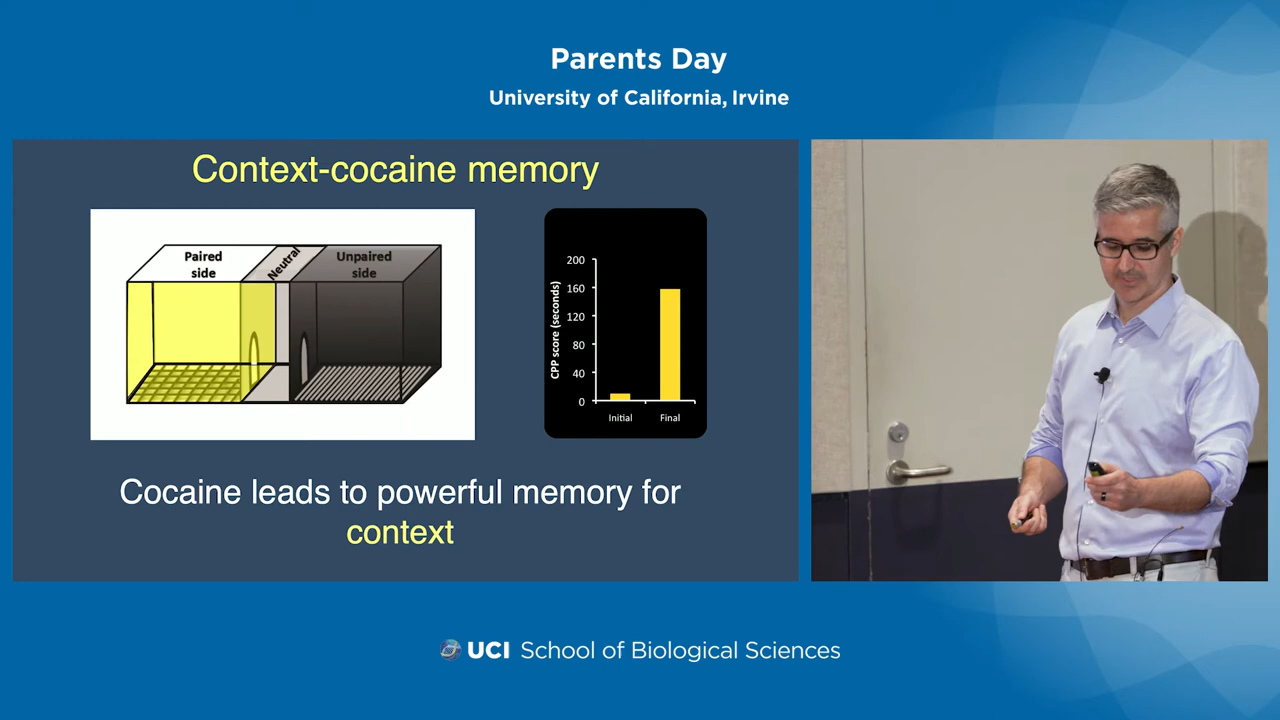 Parents Day
University of California, Irvine
Context-cocaine memory
Paired
side
Neutral
Unpaired
side
CPP score (seconds)
200
160
120
80
40
0
Initial
Final
Cocaine leads to powerful memory for
context
UCI School of Biological Sciences